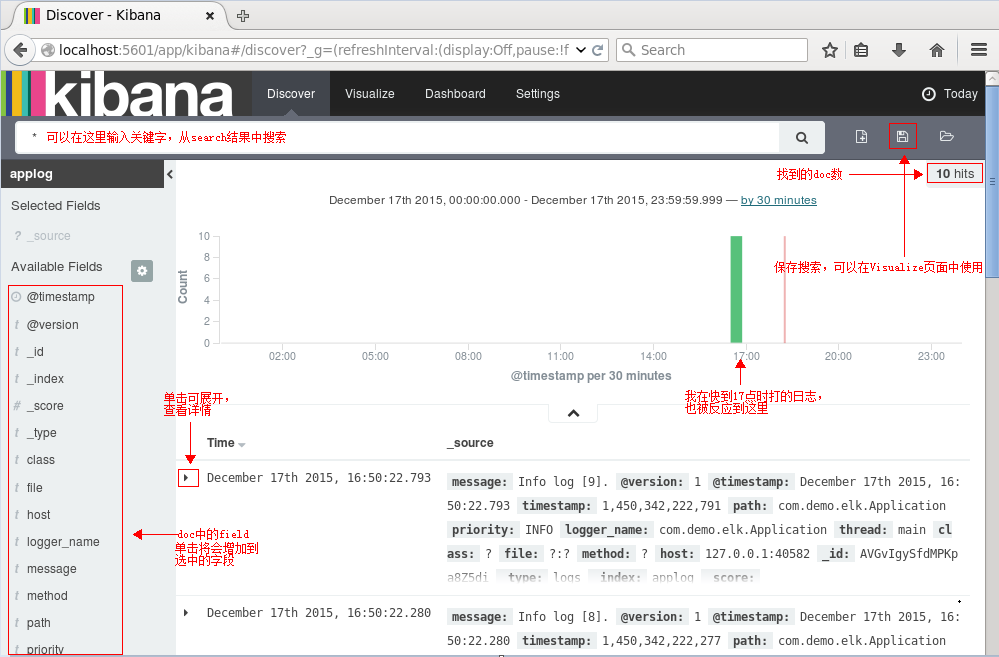 Discover - Kibana
localhost:5601/app/kibana#/discover?_g=(refreshInterval:(display:Off,pause:!f
Search
kibana
Discover
Visualize
Dashboard
Settings
Today
* 可以在这里输入关键字，从search结果中搜索
applog
找到的doc数
10 hits
Selected Fields
December 17th 2015, 00:00:00.000 - December 17th 2015, 23:59:59.999 — by 30 minutes
? _source
Available Fields
保存搜索，可以在Visualize页面中使用
@timestamp
t @version
t _id
t _index
# _score
t _type
t class
t file
t host
t logger_name
t message
t method
t path
t priority
Count
10
8
6
4
2
0
02:00
05:00
08:00
11:00
14:00
17:00
20:00
23:00
@timestamp per 30 minutes
我在快到17点时打的日志，
也被反应到这里
单击可展开，
查看详情
doc中的field
单击将会增加到
选中的字段
Time
_source
December 17th 2015, 16:50:22.793
message: Info log [9]. @version: 1 @timestamp: December 17th 2015, 16:
50:22.793 timestamp: 1,450,342,222,791 path: com.demo.elk.Application
priority: INFO logger_name: com.demo.elk.Application thread: main cl
ass: ? file: ?:? method: ? host: 127.0.0.1:40582 _id: AVGvIgySfdMPKp
a8Z5di _type: logs _index: applog _score:
December 17th 2015, 16:50:22.280
message: Info log [8]. @version: 1 @timestamp: December 17th 2015, 16:
50:22.280 timestamp: 1,450,342,222,277 path: com.demo.elk.Application